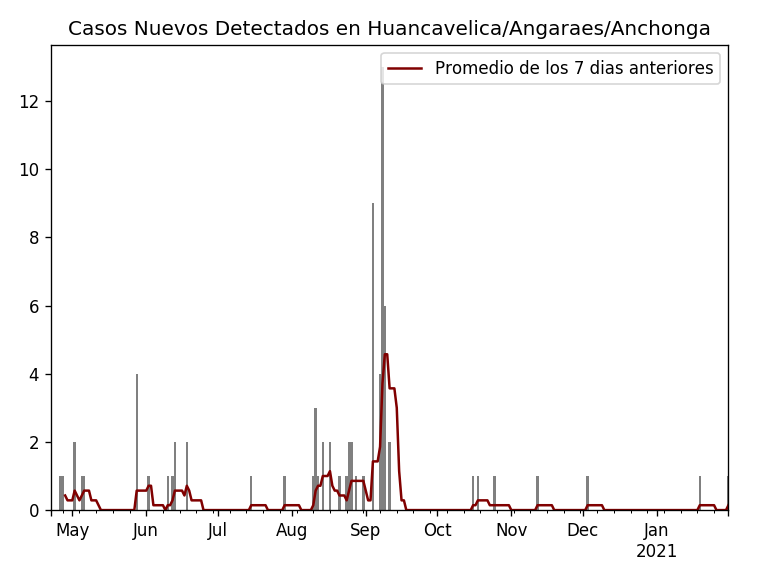 Casos Nuevos Detectados en Huancavelica/Angaraes/Anchonga
Promedio de los 7 dias anteriores
12
10
8
6
4
2
0
May Jun Jul Aug Sep Oct Nov Dec Jan
2021